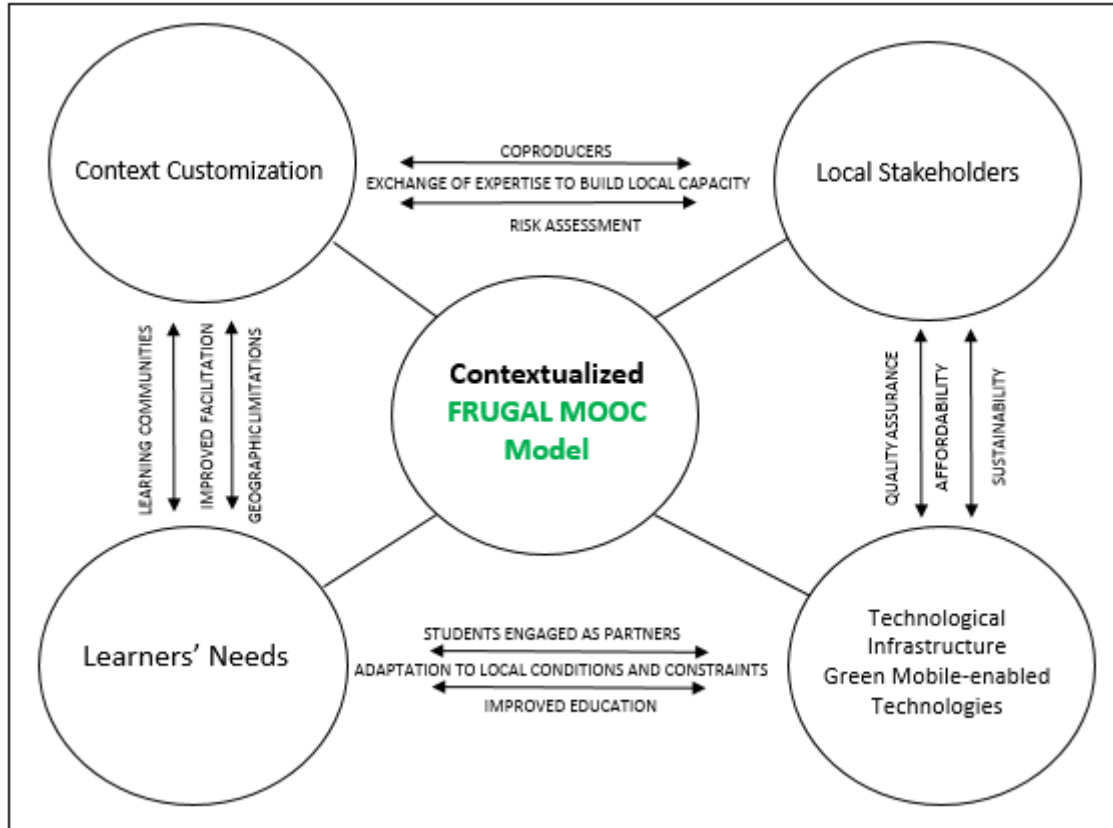 Context Customization
COPRODUCERS
EXCHANGE OF EXPERTISE TO BUILD LOCAL CAPACITY
RISK ASSESSMENT
Local Stakeholders
LEARNING COMMUNITIES
IMPROVED FACILITATION
GEOGRAPHIC LIMITATIONS
Contextualized
FRUGAL MOOC
Model
QUALITY ASSURANCE
AFFORDABILITY
SUSTAINABILITY
Learners’ Needs
STUDENTS ENGAGED AS PARTNERS
ADAPTATION TO LOCAL CONDITIONS AND CONSTRAINTS
IMPROVED EDUCATION
Technological
Infrastructure
Green Mobile-enabled
Technologies